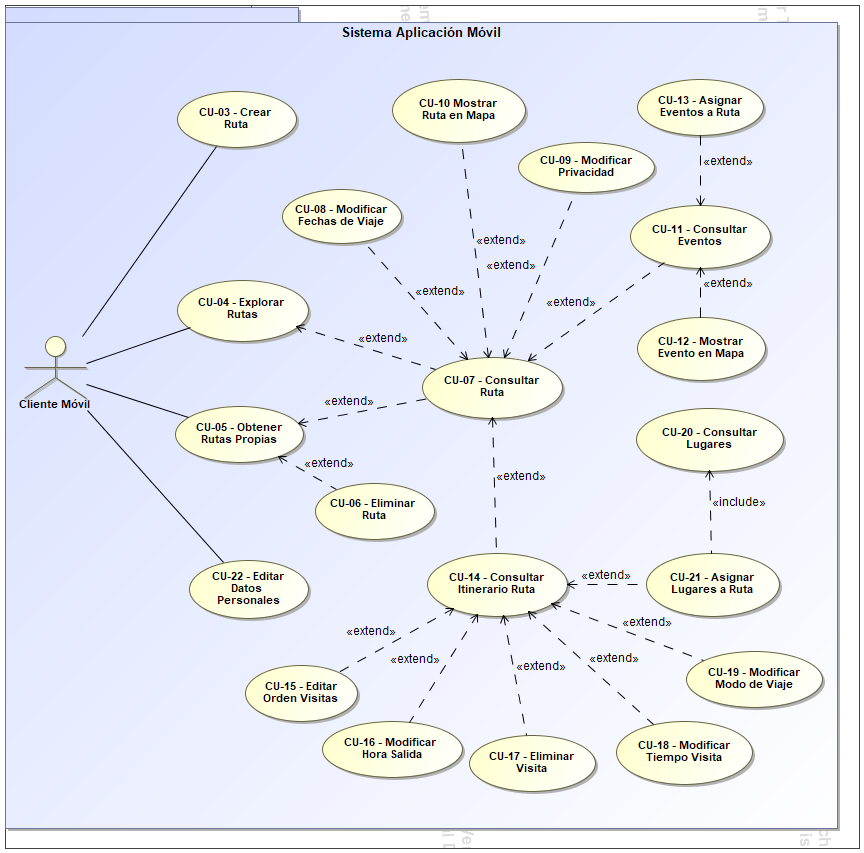 Sistema Aplicación Móvil
CU-03 - Crear
Ruta
CU-10 Mostrar
Ruta en Mapa
CU-13 - Asignar
Eventos a Ruta
«extend»
CU-09 - Modificar
Privacidad
CU-08 - Modificar
Fechas de Viaje
CU-11 - Consultar
Eventos
«extend»
«extend»
«extend»
«extend»
«extend»
CU-04 - Explorar
Rutas
«extend»
CU-12 - Mostrar
Evento en Mapa
CU-07 - Consultar
Ruta
Cliente Móvil
«extend»
CU-05 - Obtener
Rutas Propias
CU-20 - Consultar
Lugares
«extend»
«extend»
CU-06 - Eliminar
Ruta
«include»
CU-22 - Editar
Datos
Personales
CU-14 - Consultar
Itinerario Ruta
«extend»
CU-21 - Asignar
Lugares a Ruta
«extend»
«extend»
«extend»
«extend»
«extend»
CU-15 - Editar
Orden Visitas
CU-19 - Modificar
Modo de Viaje
CU-16 - Modificar
Hora Salida
CU-17 - Eliminar
Visita
CU-18 - Modificar
Tiempo Visita